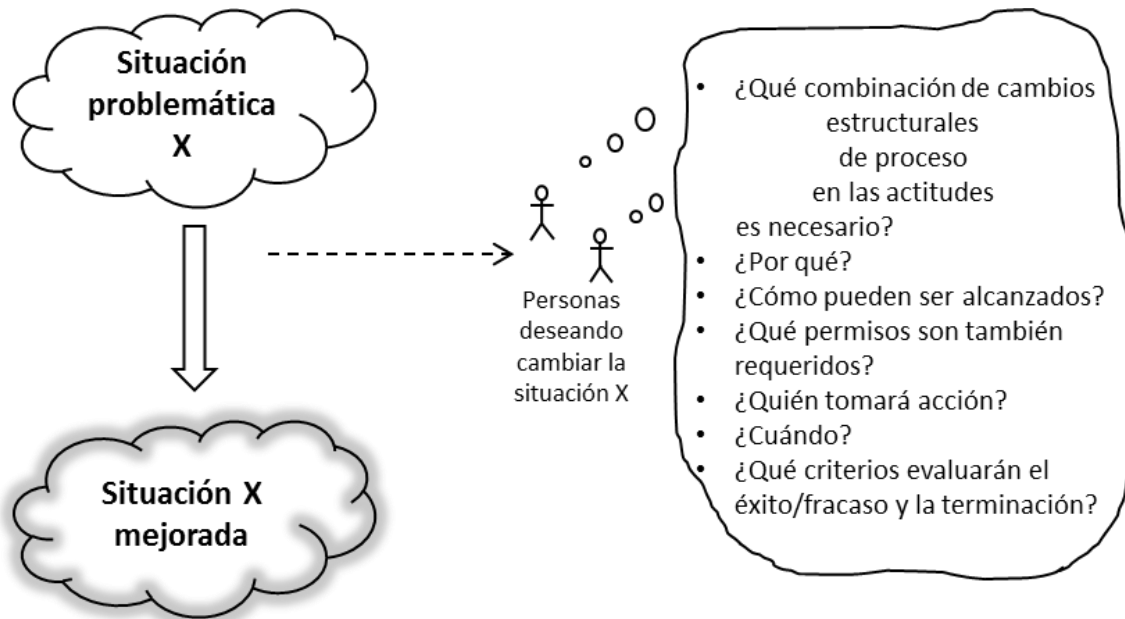 Situación
problemática
X
Situación X
mejorada
Personas
deseando
cambiar la
situación X
• ¿Qué combinación de cambios
estructurales
de proceso
en las actitudes
es necesario?
• ¿Por qué?
• ¿Cómo pueden ser alcanzados?
• ¿Qué permisos son también
requeridos?
• ¿Quién tomará acción?
• ¿Cuándo?
• ¿Qué criterios evaluarán el
éxito/fracaso y la terminación?